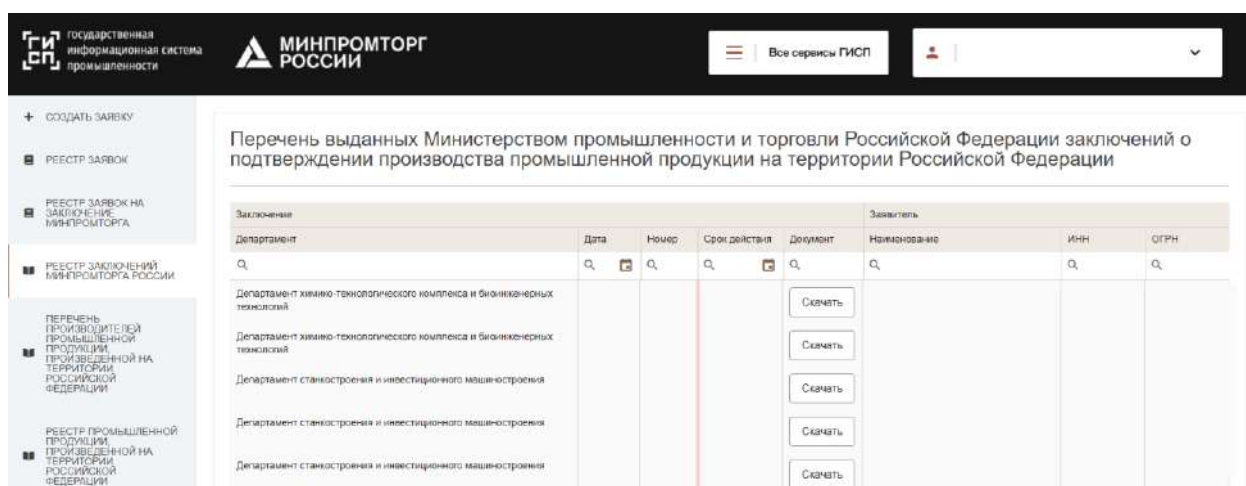 государственная
информационная система
промышленности
ГИСП
МИНПРОМТОРГ
РОССИИ
Все сервисы ГИСП
СОЗДАТЬ ЗАЯВКУ
РЕЕСТР ЗАЯВОК
РЕЕСТР ЗАЯВОК НА
ЗАКЛЮЧЕНИЕ
МИНПРОМТОРГА
РЕЕСТР ЗАКЛЮЧЕНИЙ
МИНПРОМТОРГА РОССИИ
ПЕРЕЧЕНЬ
ПРОИЗВОДИТЕЛЕЙ
ПРОМЫШЛЕННОЙ
ПРОДУКЦИИ,
ПРОИЗВЕДЕННОЙ НА
ТЕРРИТОРИИ
РОССИЙСКОЙ
ФЕДЕРАЦИИ
РЕЕСТР ПРОМЫШЛЕННОЙ
ПРОДУКЦИИ,
ПРОИЗВЕДЕННОЙ НА
ТЕРРИТОРИИ
РОССИЙСКОЙ
ФЕДЕРАЦИИ
Перечень выданных Министерством промышленности и торговли Российской Федерации заключений о
подтверждении производства промышленной продукции на территории Российской Федерации
Заключение Заявитель
Департамент Дата Номер Срок действия Документ Наименование ИНН ОГРН
Департамент химико-технологического комплекса и биоинженерных
технологий
Скачать
Департамент химико-технологического комплекса и биоинженерных
технологий
Скачать
Департамент станкостроения и инвестиционного машиностроения
Скачать
Департамент станкостроения и инвестиционного машиностроения
Скачать
Департамент станкостроения и инвестиционного машиностроения
Скачать